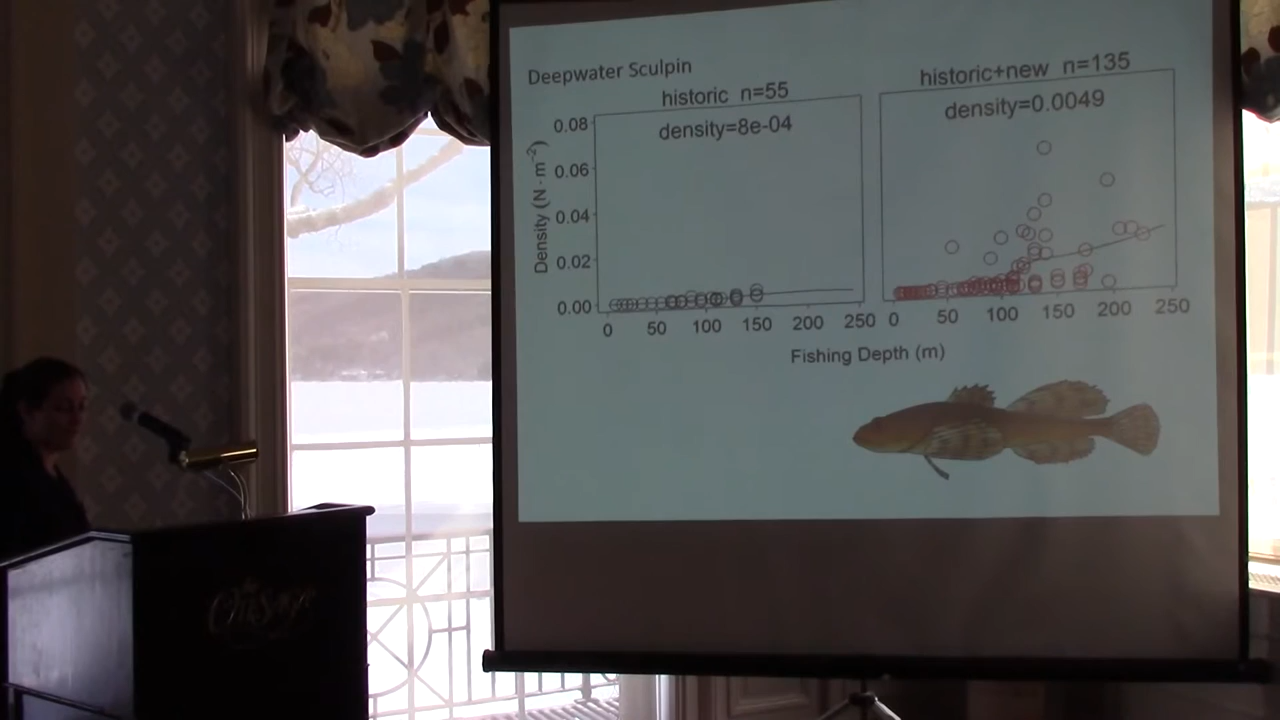 Deepwater Sculpin
historic n=55
density=8e-04
historic+new n=135
density=0.0049
Density (N · m⁻²)
0.08
0.06
0.04
0.02
0.00
0 50 100 150 200 250
0 50 100 150 200 250
Fishing Depth (m)